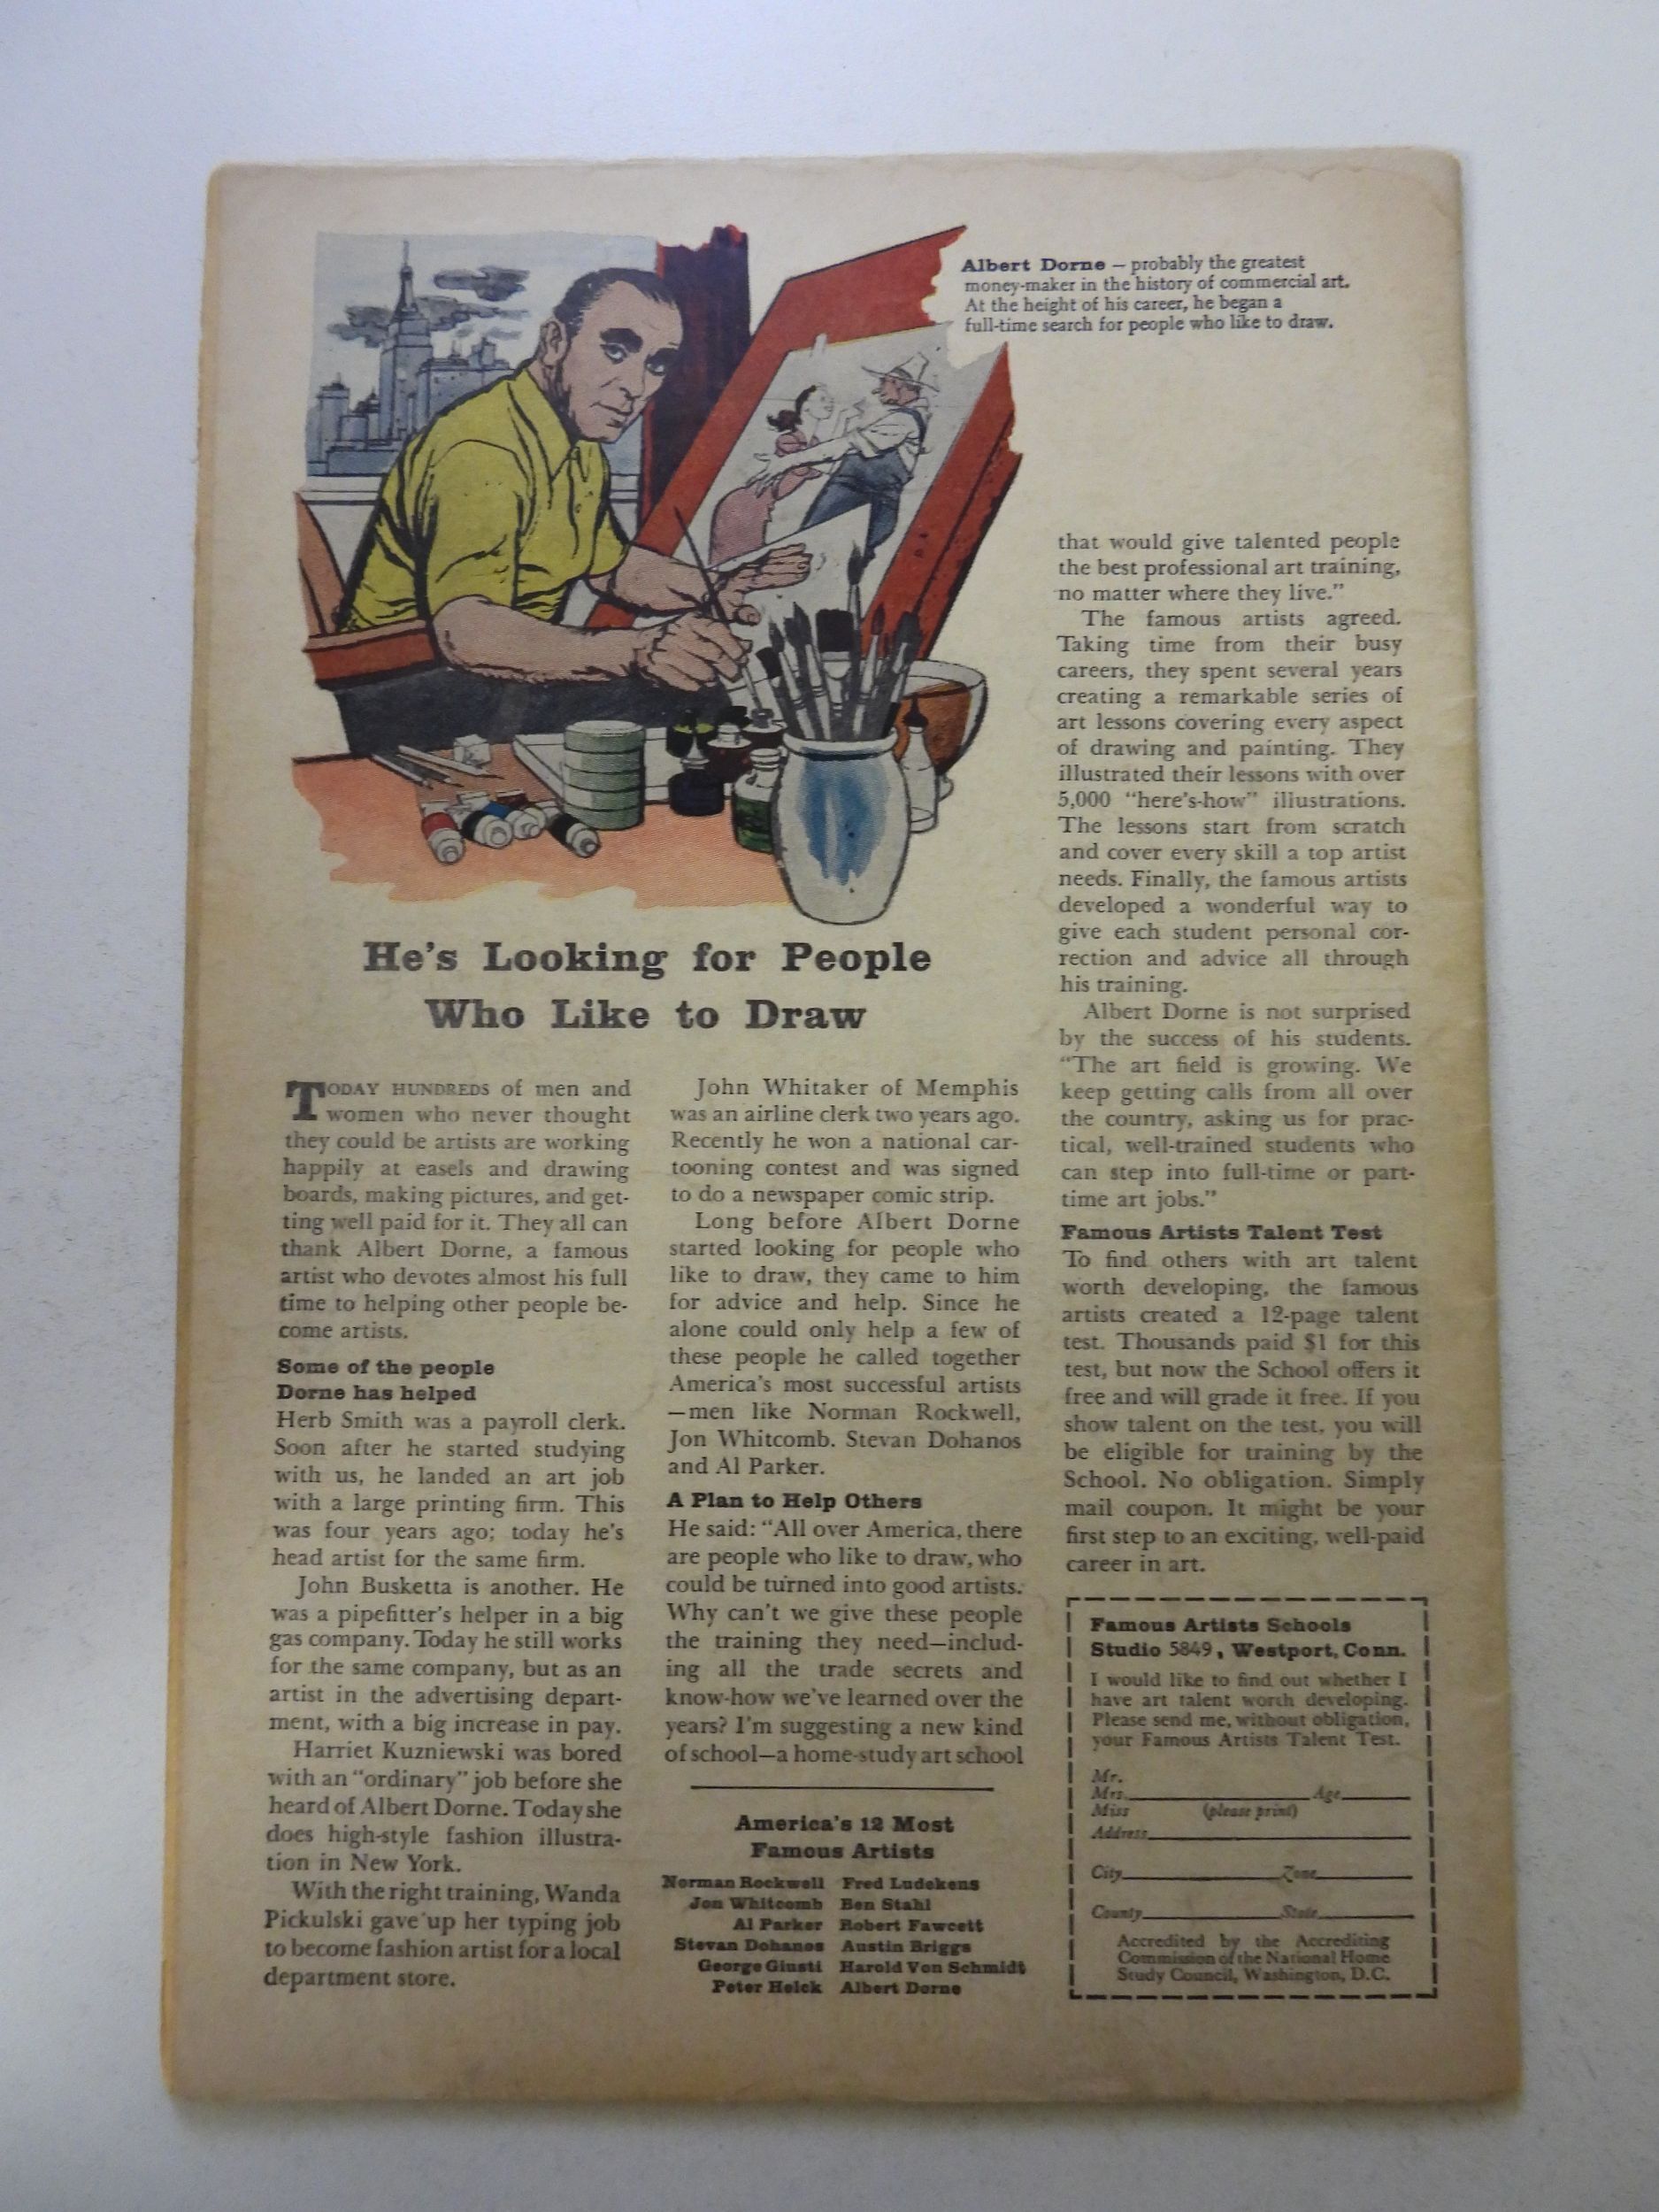 Albert Dorne — probably the greatest
money-maker in the history of commercial art.
At the height of his career, he began a
full-time search for people who like to draw.
He's Looking for People
Who Like to Draw
TODAY HUNDREDS of men and
women who never thought
they could be artists are working
happily at easels and drawing
boards, making pictures, and get-
ting well paid for it. They all can
thank Albert Dorne, a famous
artist who devotes almost his full
time to helping other people be-
come artists.
Some of the people
Dorne has helped
Herb Smith was a payroll clerk.
Soon after he started studying
with us, he landed an art job
with a large printing firm. This
was four years ago; today he's
head artist for the same firm.
John Busketta is another. He
was a pipefitter's helper in a big
gas company. Today he still works
for the same company, but as an
artist in the advertising depart-
ment, with a big increase in pay.
Harriet Kuzniewski was bored
with an "ordinary" job before she
heard of Albert Dorne. Today she
does high-style fashion illustra-
tion in New York.
With the right training, Wanda
Pickulski gave up her typing job
to become fashion artist for a local
department store.
John Whitaker of Memphis
was an airline clerk two years ago.
Recently he won a national car-
tooning contest and was signed
to do a newspaper comic strip.
Long before Albert Dorne
started looking for people who
like to draw, they came to him
for advice and help. Since he
alone could only help a few of
these people he called together
America's most successful artists
—men like Norman Rockwell,
Jon Whitcomb. Stevan Dohanos
and Al Parker.
A Plan to Help Others
He said: "All over America, there
are people who like to draw, who
could be turned into good artists.
Why can't we give these people
the training they need—includ-
ing all the trade secrets and
know-how we've learned over the
years? I'm suggesting a new kind
of school—a home-study art school
America's 12 Most
Famous Artists
Norman Rockwell Fred Ludekens
Jon Whitcomb Ben Stahl
Al Parker Robert Fawcett
Stevan Dohanos Austin Briggs
George Giusti Harold Von Schmidt
Peter Helck Albert Dorne
that would give talented people
the best professional art training,
no matter where they live."
The famous artists agreed.
Taking time from their busy
careers, they spent several years
creating a remarkable series of
art lessons covering every aspect
of drawing and painting. They
illustrated their lessons with over
5,000 "here's-how" illustrations.
The lessons start from scratch
and cover every skill a top artist
needs. Finally, the famous artists
developed a wonderful way to
give each student personal cor-
rection and advice all through
his training.
Albert Dorne is not surprised
by the success of his students.
"The art field is growing. We
keep getting calls from all over
the country, asking us for prac-
tical, well-trained students who
can step into full-time or part-
time art jobs."
Famous Artists Talent Test
To find others with art talent
worth developing, the famous
artists created a 12-page talent
test. Thousands paid $1 for this
test, but now the School offers it
free and will grade it free. If you
show talent on the test, you will
be eligible for training by the
School. No obligation. Simply
mail coupon. It might be your
first step to an exciting, well-paid
career in art.
Famous Artists Schools
Studio 5849, Westport, Conn.
I would like to find out whether I
have art talent worth developing.
Please send me, without obligation,
your Famous Artists Talent Test.
Mr.
Mrs. Age
Miss (please print)
Address
City Zone
County State
Accredited by the Accrediting
Commission of the National Home
Study Council, Washington, D.C.